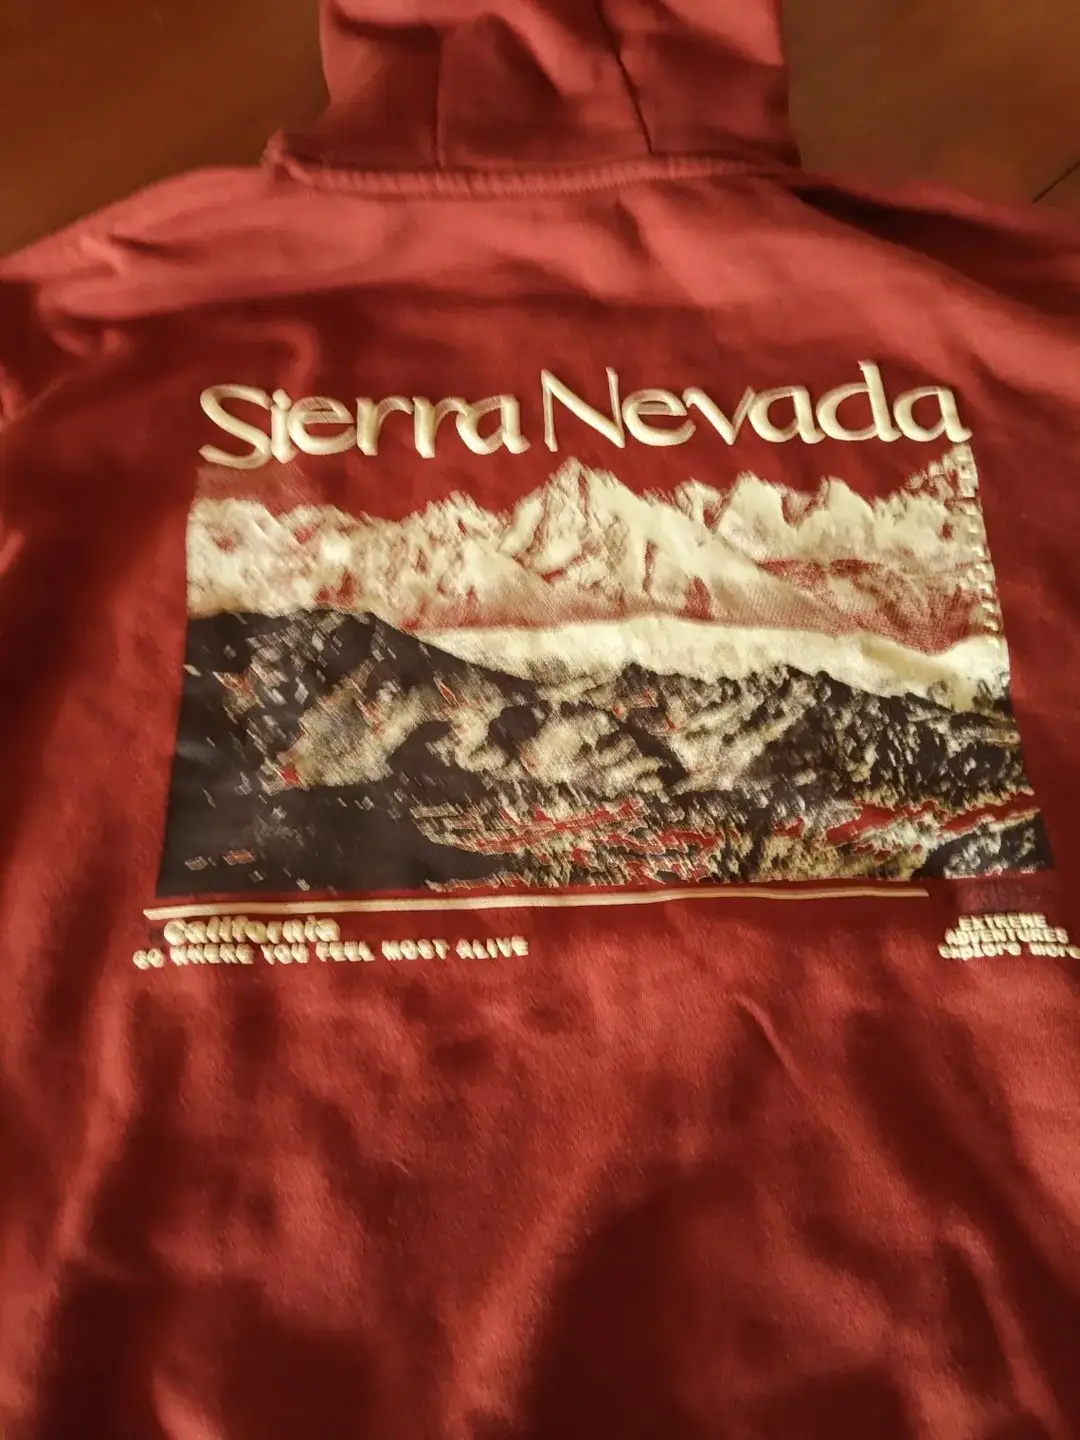 Sierra Nevada
California
GO WHERE YOU FEEL MOST ALIVE
EXTREME
ADVENTURES
explore more